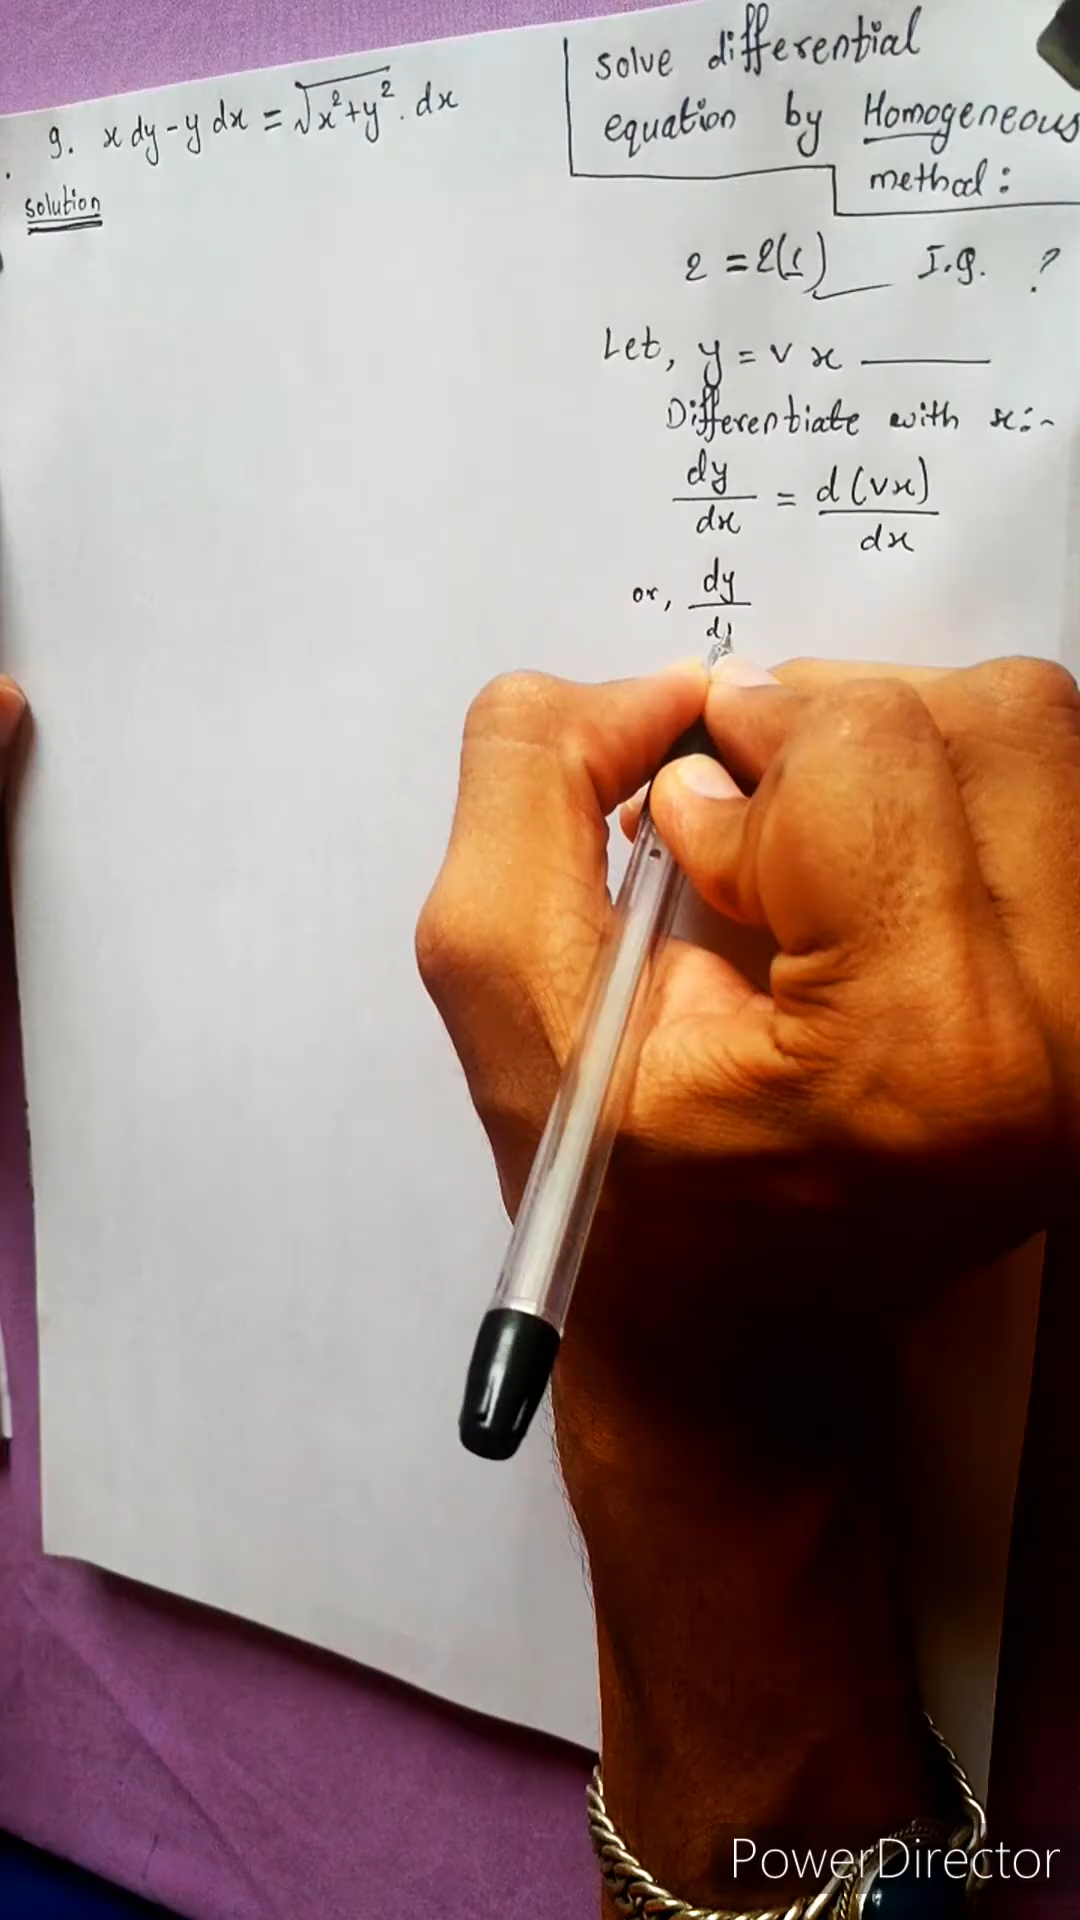 9. x dy - y dx = √x²+y² . dx
solution
solve differential
equation by Homogeneous
method :
2 = 2(1) I.g. ?
Let, y = v x
Differentiate with x:~
dy/dx = d(vx)/dx
or, dy/d
PowerDirector